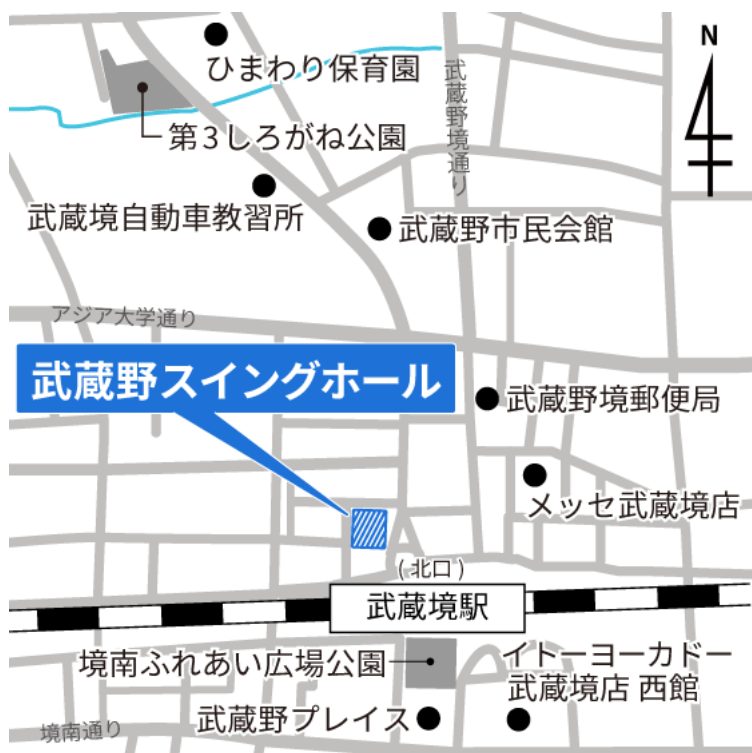 N
ひまわり保育園
武蔵野境通り
第3しろがね公園
武蔵境自動車教習所
武蔵野市民会館
アジア大学通り
武蔵野スイングホール
武蔵野境郵便局
メッセ武蔵境店
(北口)
武蔵境駅
境南ふれあい広場公園
イトーヨーカドー
武蔵境店 西館
武蔵野プレイス
境南通り